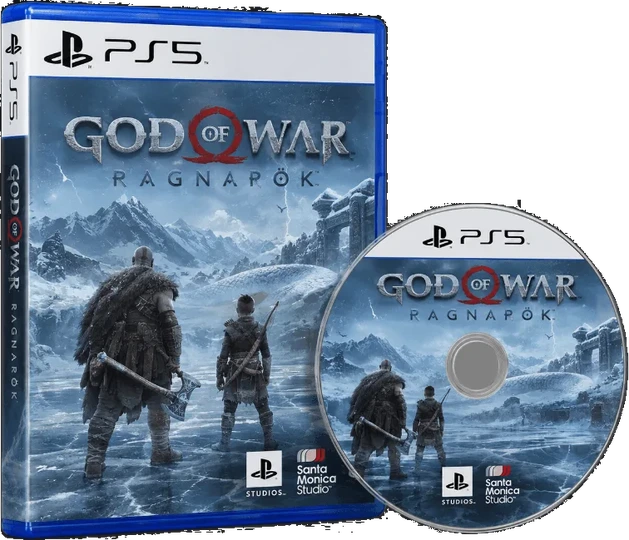 PS5
PS5
GOD OF WAR
RAGNARÖK
GOD OF WAR
RAGNARÖK
STUDIOS
Santa
Monica
Studio
PS5
GOD OF WAR
RAGNARÖK
STUDIOS
Santa
Monica
Studio